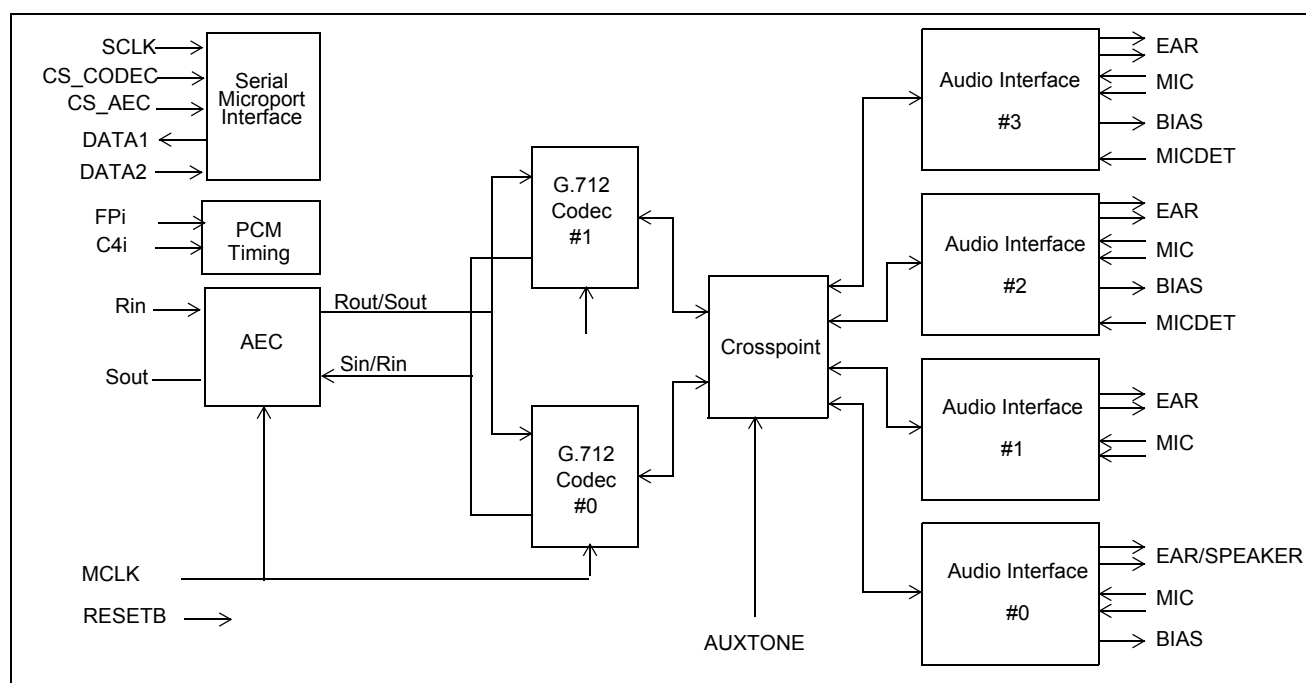 SCLK
CS_CODEC
CS_AEC
DATA1
DATA2
Serial
Microport
Interface
FPi
C4i
PCM
Timing
Rin
Sout
AEC
Rout/Sout
Sin/Rin
MCLK
RESETB
G.712
Codec
#1
G.712
Codec
#0
Crosspoint
AUXTONE
Audio Interface
#3
EAR
MIC
BIAS
MICDET
Audio Interface
#2
EAR
MIC
BIAS
MICDET
Audio Interface
#1
EAR
MIC
Audio Interface
#0
EAR/SPEAKER
MIC
BIAS